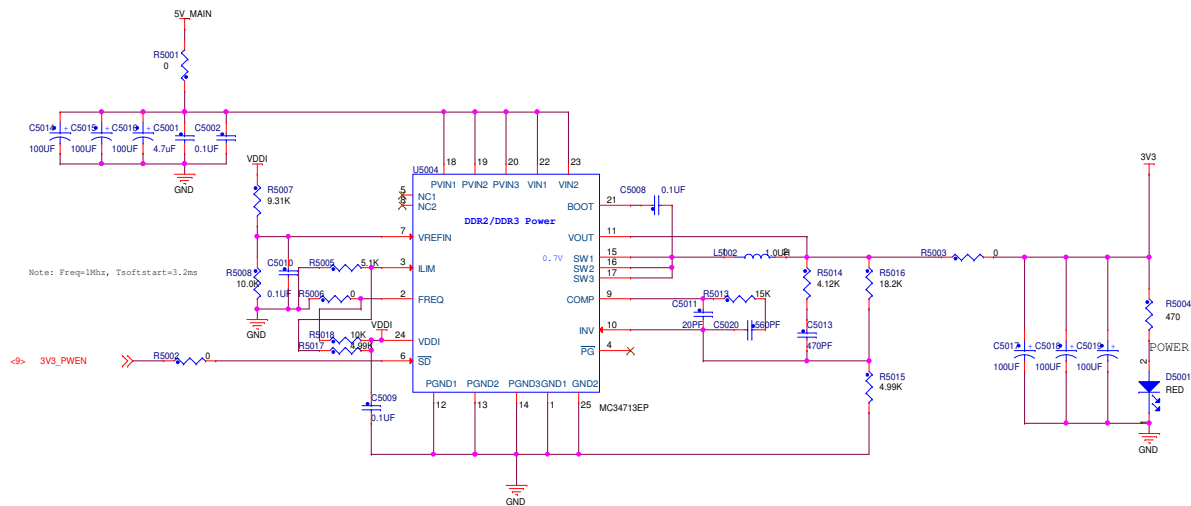 5V_MAIN
R5001
0
C5014
100UF
C5015
100UF
C5016
100UF
C5001
4.7uF
C5002
0.1UF
GND
VDDI
R5007
9.31K
R5008
10.0K
C5010
0.1UF
GND
Note: Freq=1Mhz, Tsoftstart=3.2ms
R5005
5.1K
R5006
0
R5018
10K
R5017
4.99K
VDDI
<9> 3V3_PWEN
R5002
0
C5009
0.1UF
U5004
18
19
20
22
23
PVIN1
PVIN2
PVIN3
VIN1
VIN2
5
NC1
NC2
DDR2/DDR3 Power
7
VREFIN
3
ILIM
2
FREQ
24
VDDI
6
SD
BOOT
21
VOUT
11
0.7V
SW1
15
SW2
16
SW3
17
COMP
9
INV
10
PG
4
PGND1
PGND2
PGND3
GND1
GND2
12
13
14
1
25
MC34713EP
GND
C5008
0.1UF
L5002
1.0UH
2
R5013
15K
C5011
20PF
C5020
560PF
R5014
4.12K
C5013
470PF
R5016
18.2K
R5015
4.99K
R5003
0
3V3
R5004
470
POWER
C5017
100UF
C5018
100UF
C5019
100UF
2
D5001
RED
1
GND